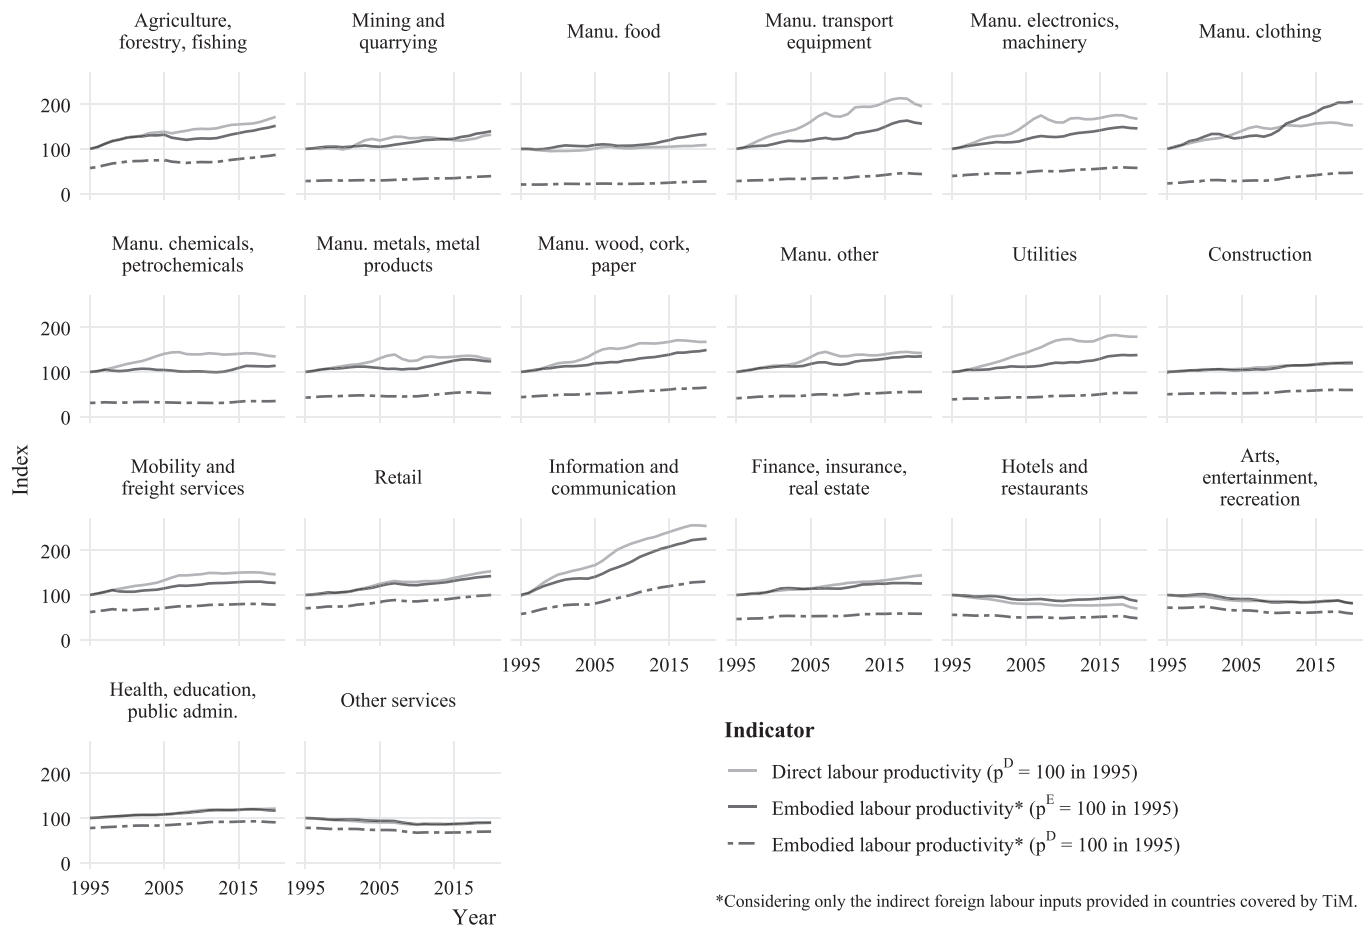 Agriculture,
forestry, fishing
Mining and
quarrying
Manu. food
Manu. transport
equipment
Manu. electronics,
machinery
Manu. clothing
200
100
0
Manu. chemicals,
petrochemicals
Manu. metals, metal
products
Manu. wood, cork,
paper
Manu. other
Utilities
Construction
200
100
0
Index
Mobility and
freight services
Retail
Information and
communication
Finance, insurance,
real estate
Hotels and
restaurants
Arts,
entertainment,
recreation
200
100
0
1995 2005 2015
1995 2005 2015
1995 2005 2015
1995 2005 2015
Health, education,
public admin.
Other services
200
100
0
1995 2005 2015
1995 2005 2015
Year
Indicator
Direct labour productivity (p^D = 100 in 1995)
Embodied labour productivity* (p^E = 100 in 1995)
Embodied labour productivity* (p^D = 100 in 1995)
*Considering only the indirect foreign labour inputs provided in countries covered by TiM.